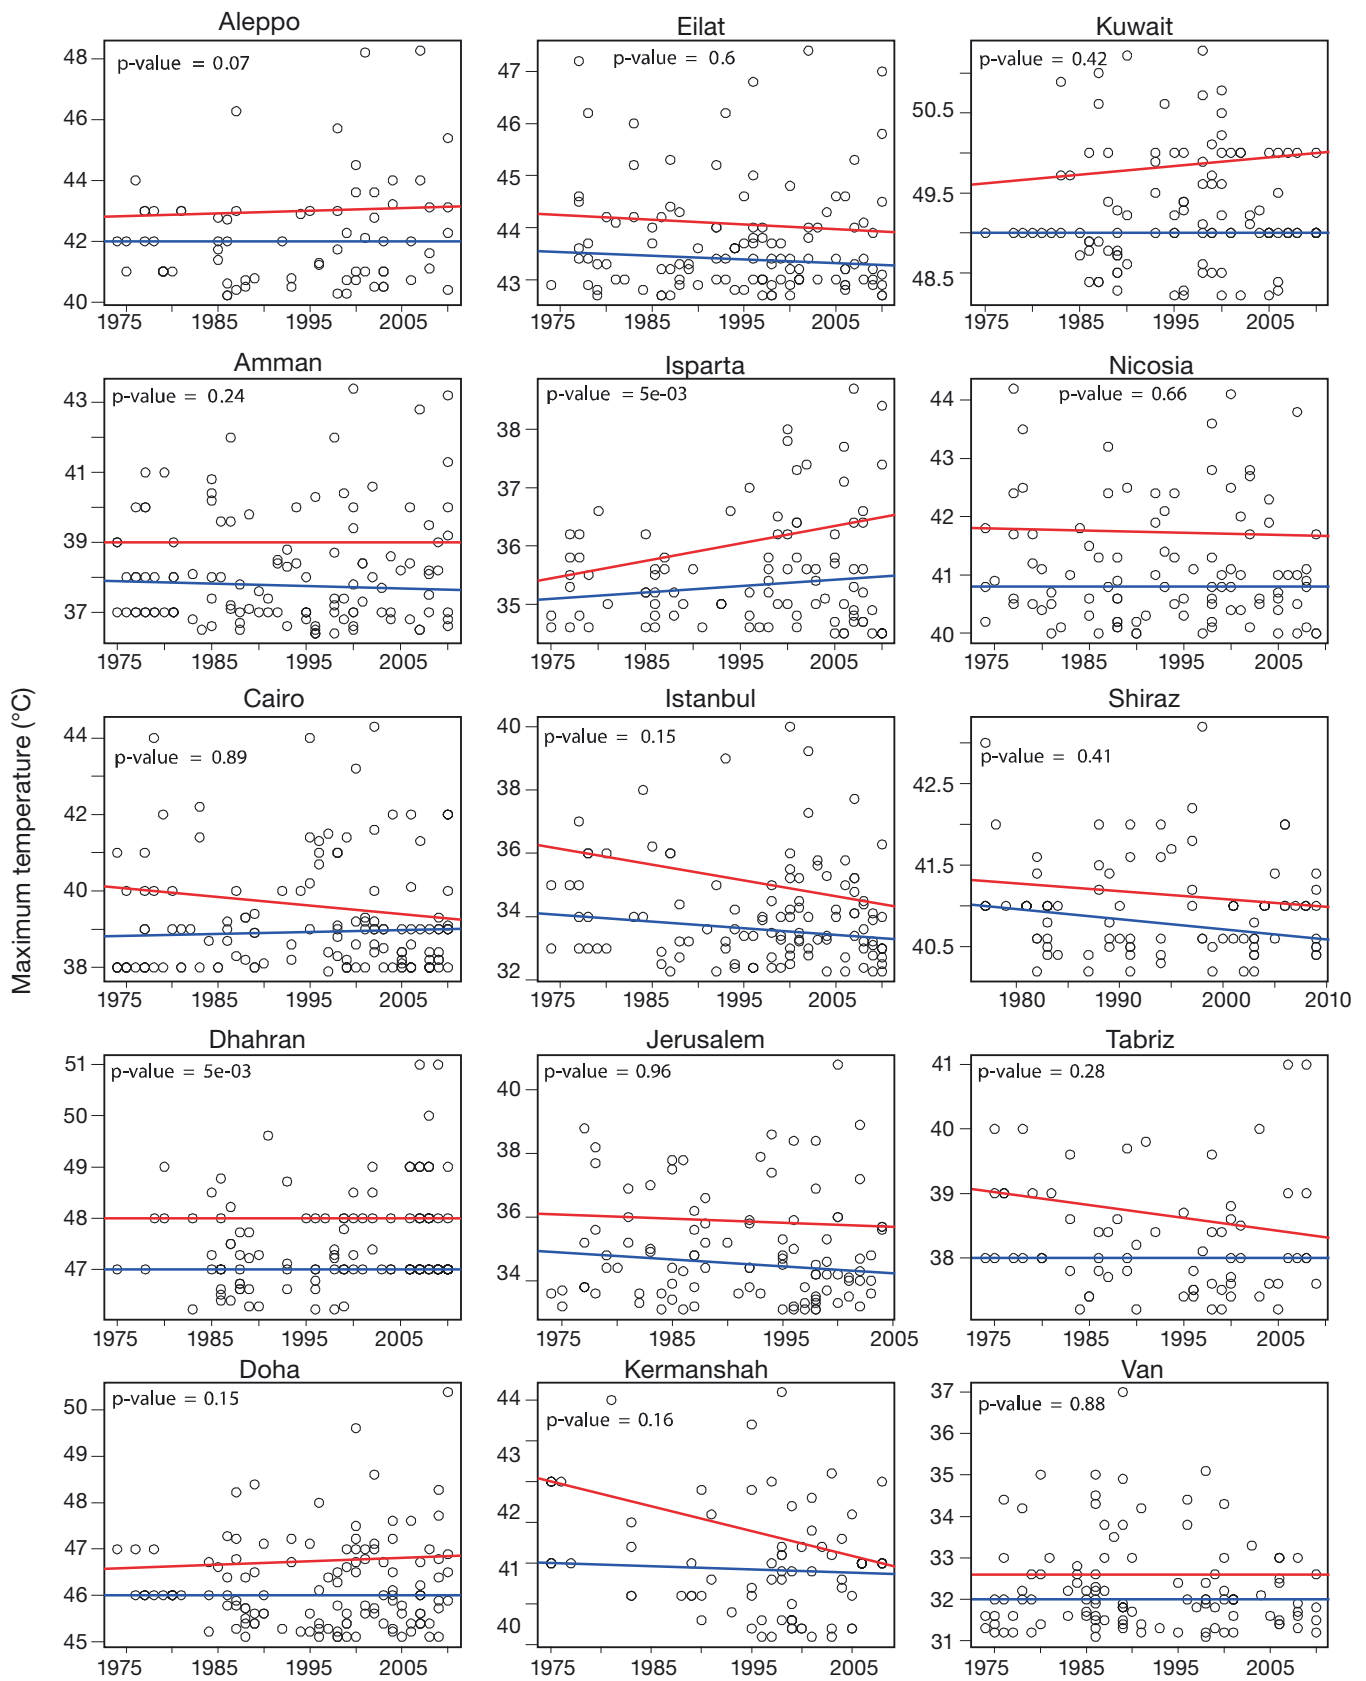 Maximum temperature (°C)
Aleppo
p-value = 0.07
48
46
44
42
40
1975 1985 1995 2005
Eilat
p-value = 0.6
47
46
45
44
43
1975 1985 1995 2005
Kuwait
p-value = 0.42
50.5
49.5
48.5
1975 1985 1995 2005
Amman
p-value = 0.24
43
41
39
37
1975 1985 1995 2005
Isparta
p-value = 5e-03
38
37
36
35
1975 1985 1995 2005
Nicosia
p-value = 0.66
44
43
42
41
40
1975 1985 1995 2005
Cairo
p-value = 0.89
44
42
40
38
1975 1985 1995 2005
Istanbul
p-value = 0.15
40
38
36
34
32
1975 1985 1995 2005
Shiraz
p-value = 0.41
42.5
41.5
40.5
1980 1990 2000 2010
Dhahran
p-value = 5e-03
51
50
49
48
47
1975 1985 1995 2005
Jerusalem
p-value = 0.96
40
38
36
34
1975 1985 1995 2005
Tabriz
p-value = 0.28
41
40
39
38
1975 1985 1995 2005
Doha
p-value = 0.15
50
49
48
47
46
45
1975 1985 1995 2005
Kermanshah
p-value = 0.16
44
43
42
41
40
1975 1985 1995 2005
Van
p-value = 0.88
37
36
35
34
33
32
31
1975 1985 1995 2005